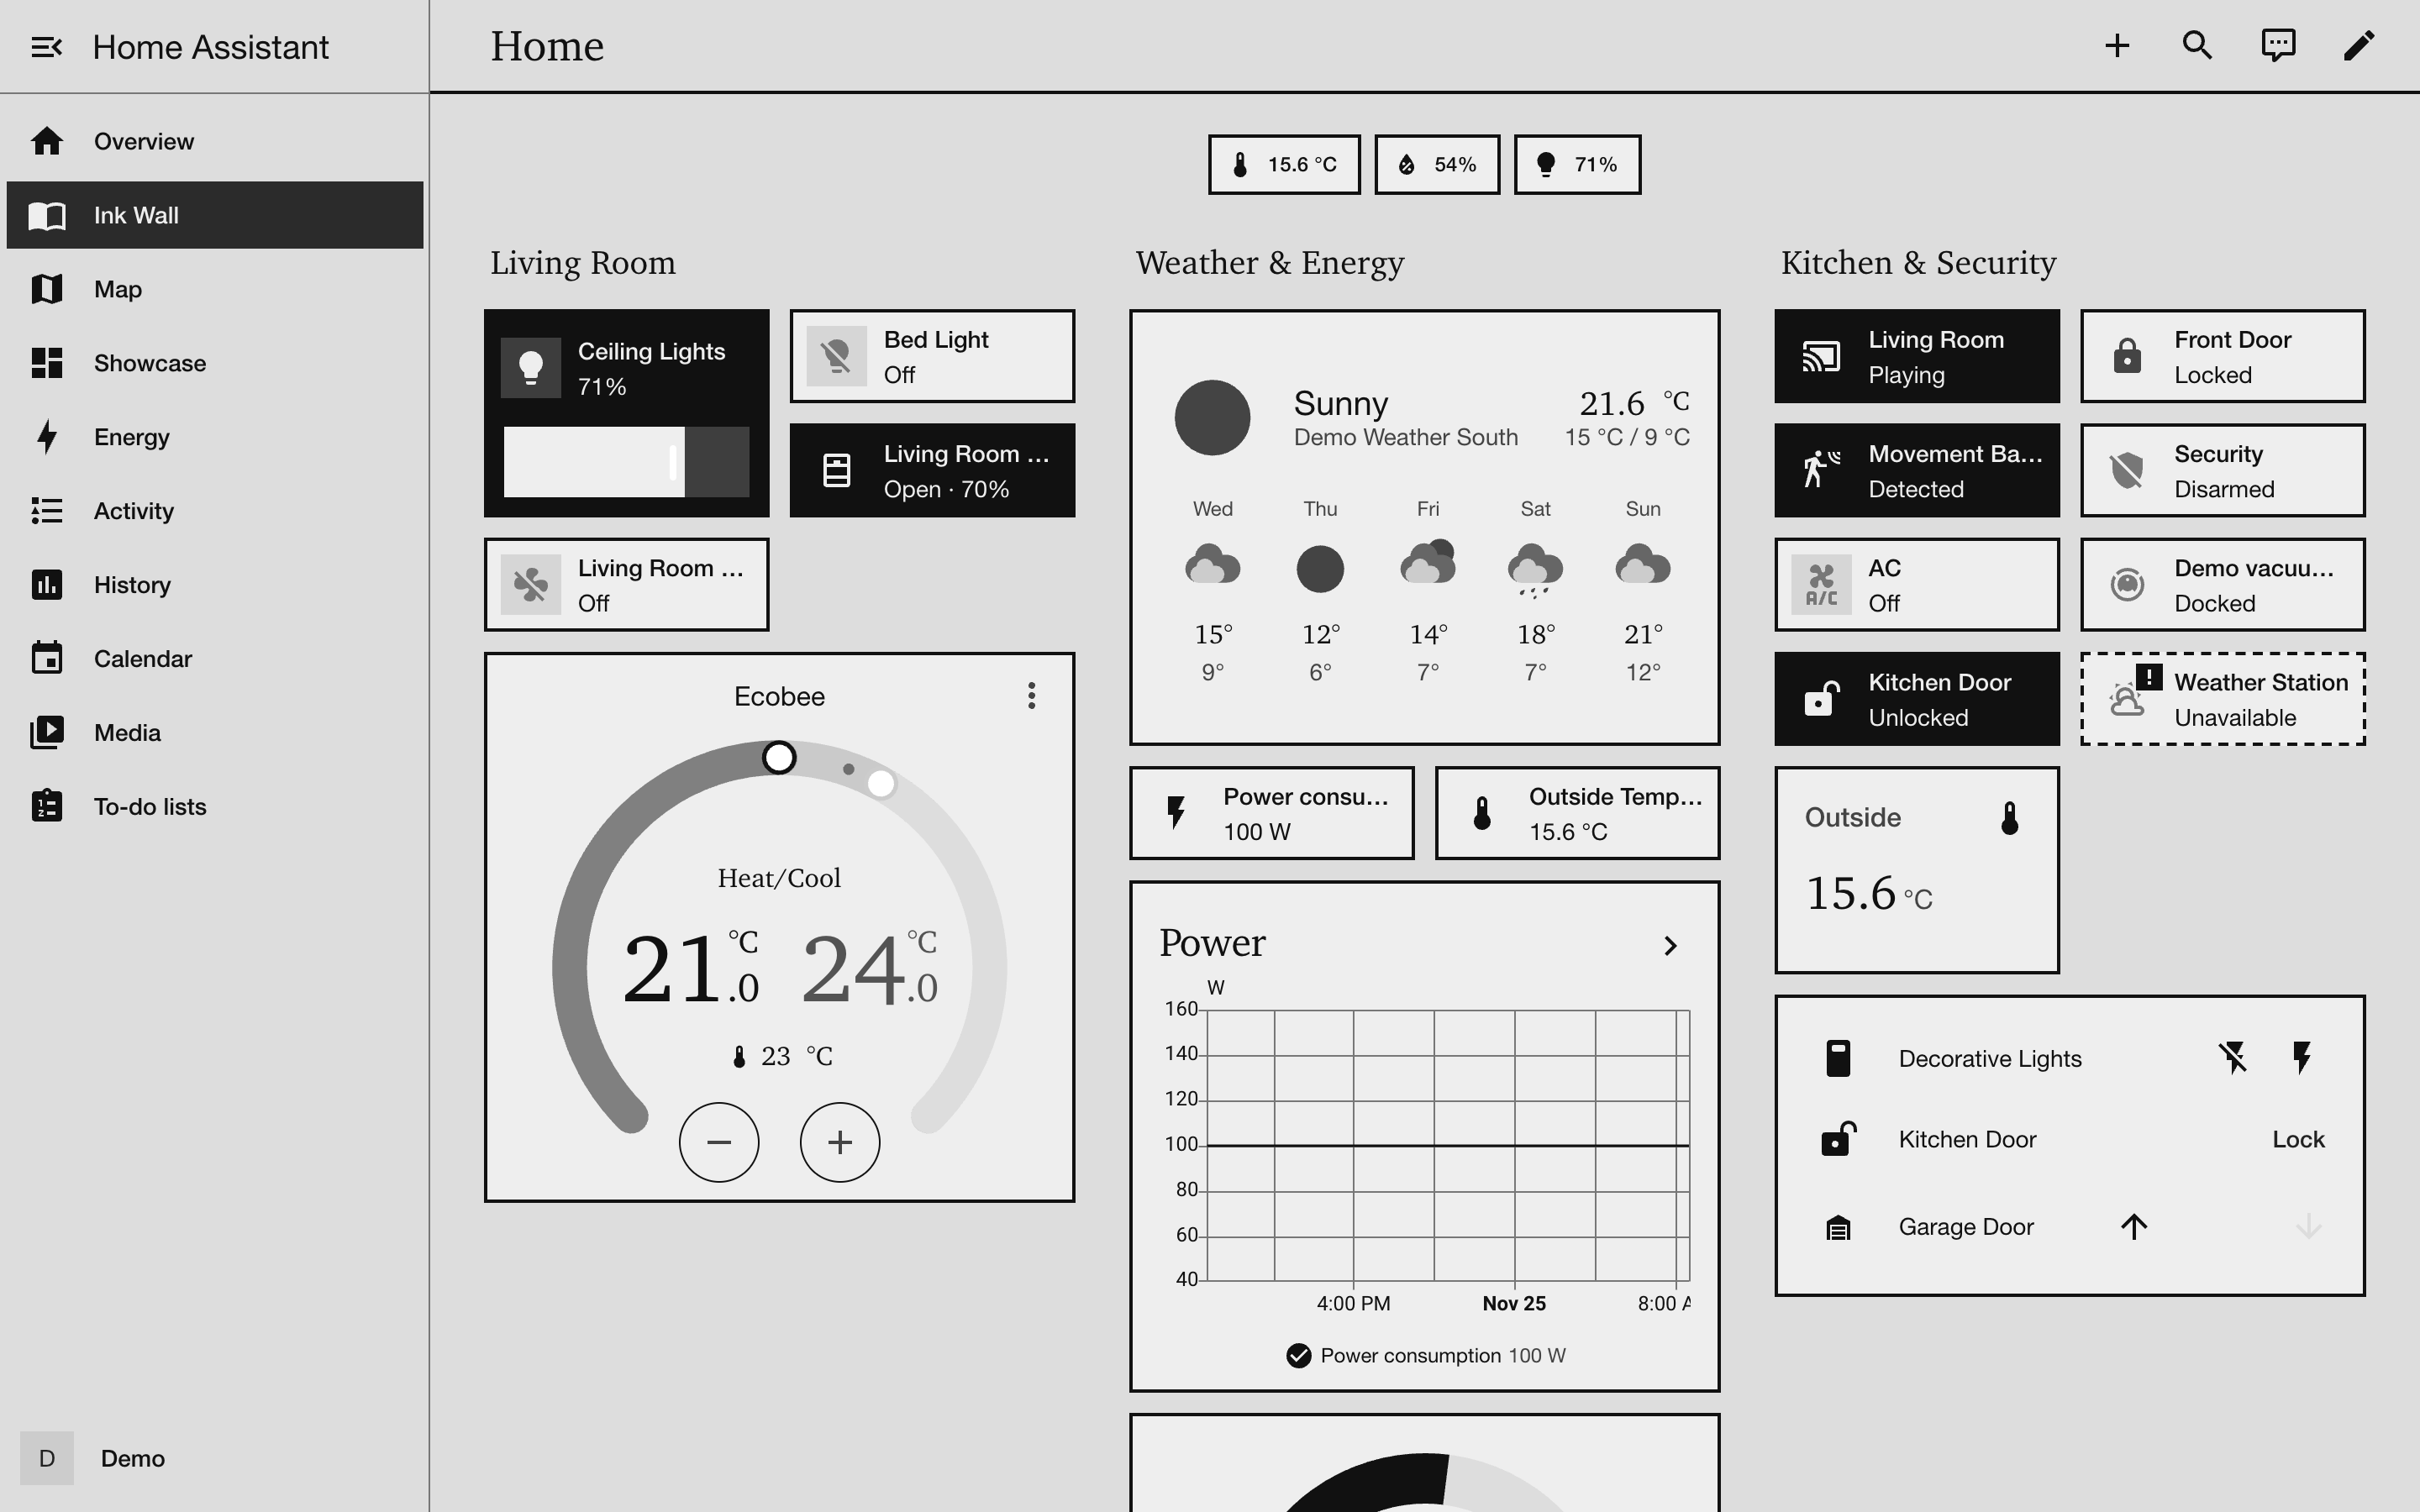 Home Assistant
Home
Overview
Ink Wall
Map
Showcase
Energy
Activity
History
Calendar
Media
To-do lists
D
Demo
15.6 °C
54%
71%
Living Room
Ceiling Lights
71%
Bed Light
Off
Living Room ...
Open · 70%
Living Room ...
Off
Ecobee
Heat/Cool
21.0 °C
24.0 °C
23 °C
Weather & Energy
Sunny
Demo Weather South
21.6 °C
15 °C / 9 °C
Wed Thu Fri Sat Sun
15° 12° 14° 18° 21°
9° 6° 7° 7° 12°
Power consu...
100 W
Outside Temp...
15.6 °C
Power
W
160
140
120
100
80
60
40
4:00 PM Nov 25 8:00 A
Power consumption 100 W
Kitchen & Security
Living Room
Playing
Front Door
Locked
Movement Ba...
Detected
Security
Disarmed
A/C
AC
Off
Demo vacuu...
Docked
Kitchen Door
Unlocked
!
Weather Station
Unavailable
Outside
15.6 °C
Decorative Lights
Kitchen Door
Lock
Garage Door